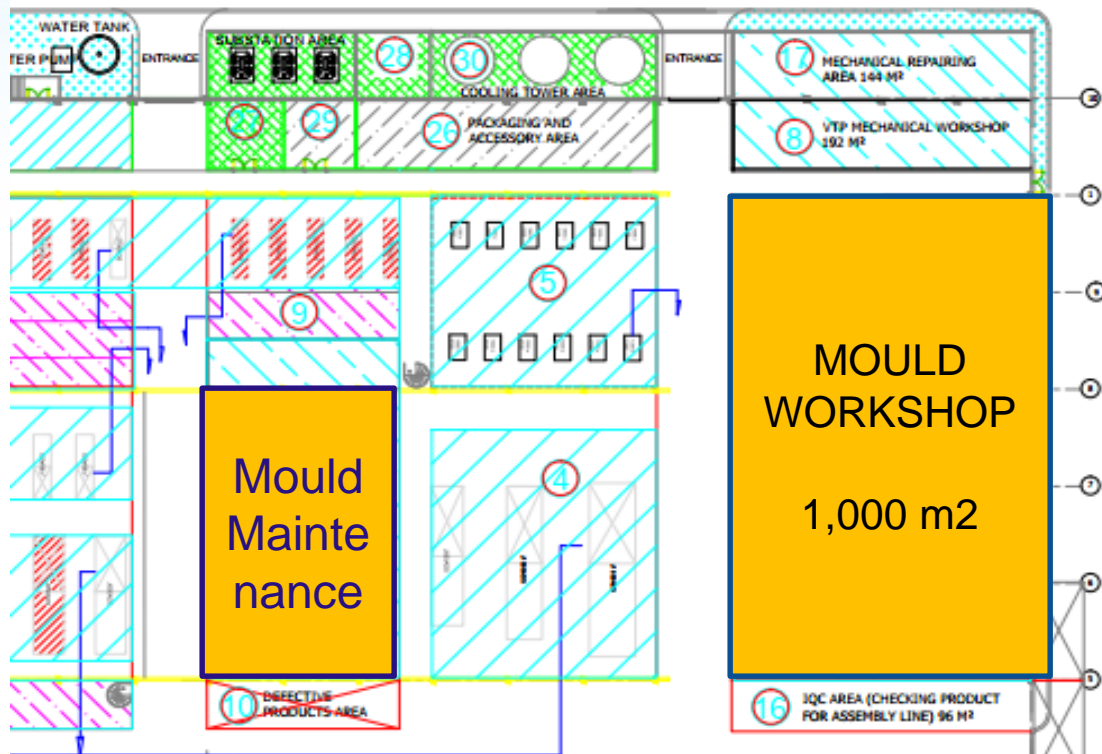 WATER TANK
TER PUMP
ENTRANCE
SUBSTATION AREA
28
30
COOLING TOWER AREA
ENTRANCE
17
MECHANICAL REPAIRING
AREA 144 M²
29
26
PACKAGING AND
ACCESSORY AREA
8
VTP MECHANICAL WORKSHOP
192 M²
9
5
MOULD
WORKSHOP
1,000 m2
Mould
Mainte
nance
4
7
10
DEFECTIVE
PRODUCTS AREA
16
IQC AREA (CHECKING PRODUCT
FOR ASSEMBLY LINE) 96 M²